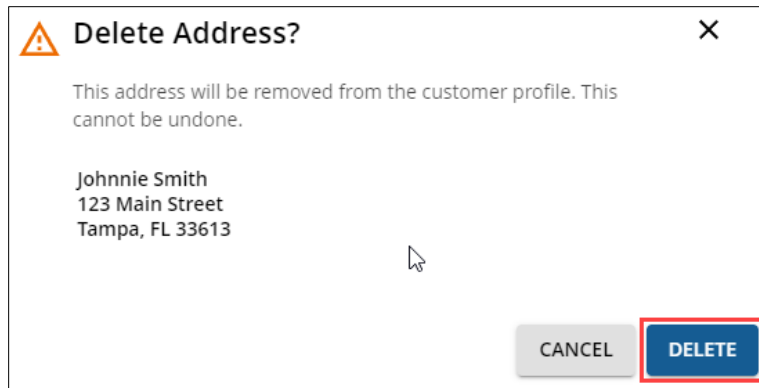 Delete Address?
This address will be removed from the customer profile. This
cannot be undone.
Johnnie Smith
123 Main Street
Tampa, FL 33613
CANCEL
DELETE